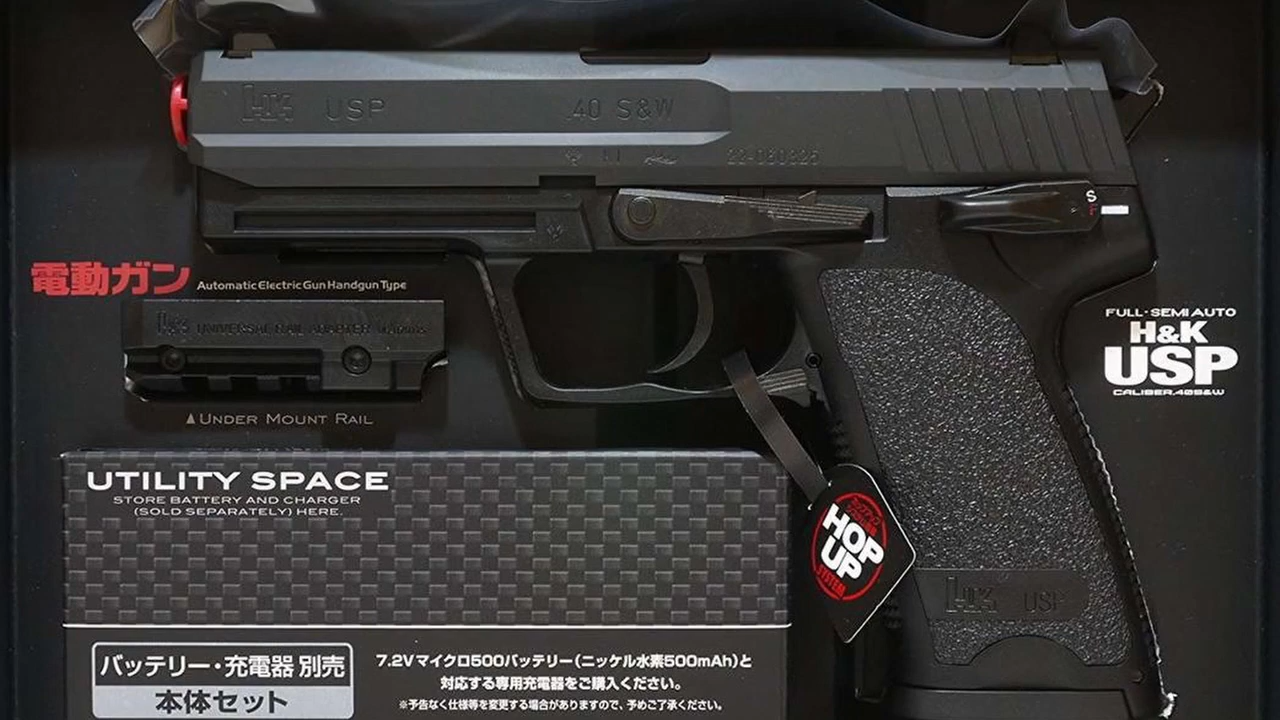 HK USP .40 S&W
22-060325
S
電動ガン Automatic Electric Gun Handgun Type
UNIVERSAL RAIL ADAPTER
▲UNDER MOUNT RAIL
FULL・SEMI AUTO
H&K
USP
CALIBER.40S&W
UTILITY SPACE
STORE BATTERY AND CHARGER
(SOLD SEPARATELY) HERE.
HOP
UP
SYSTEM
HK USP
バッテリー・充電器 別売
本体セット
7.2Vマイクロ500バッテリー(ニッケル水素500mAh)と
対応する専用充電器をご購入ください。
※予告なく仕様等を変更する場合がありますので、予めご了承ください。